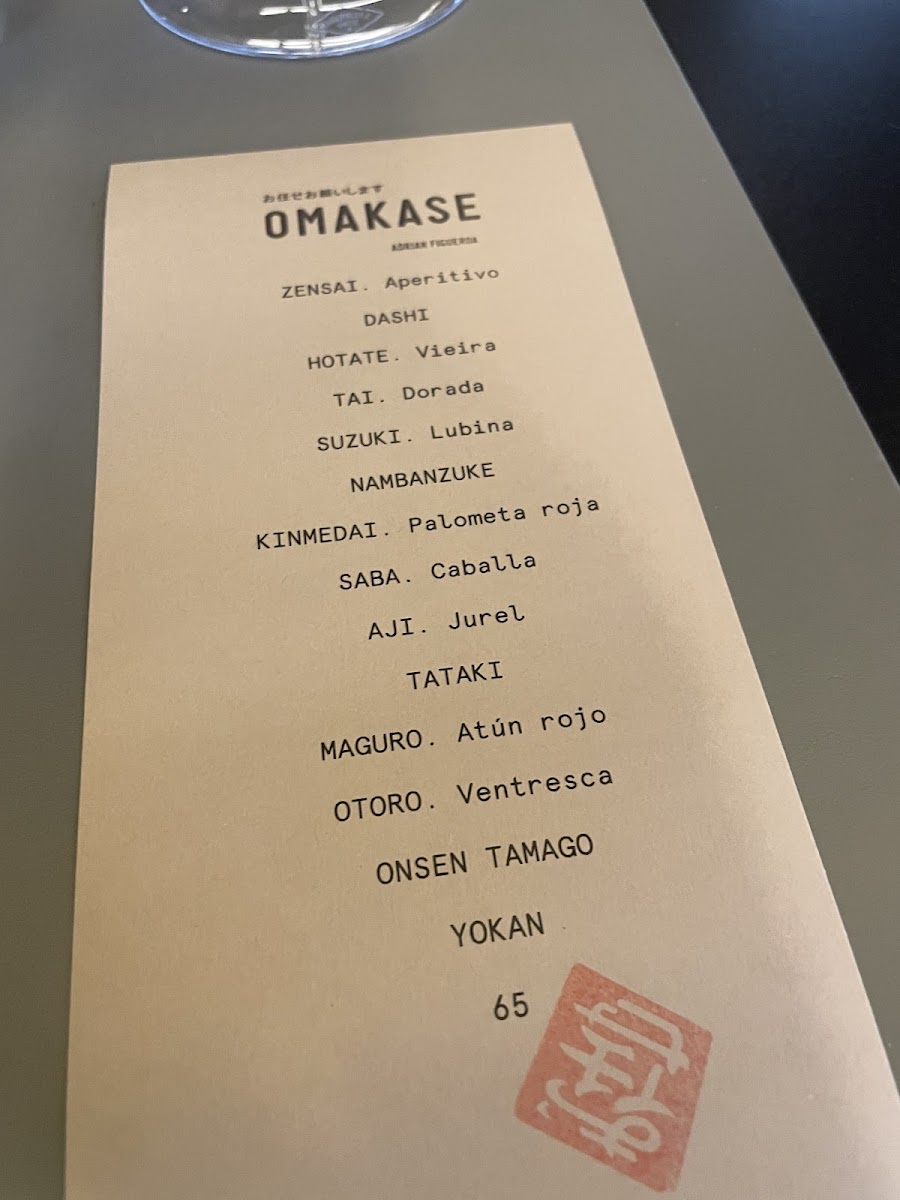 お任せお願いします
OMAKASE
ADRIAN FIGUEROA
ZENSAI. Aperitivo
DASHI
HOTATE. Vieira
TAI. Dorada
SUZUKI. Lubina
NAMBANZUKE
KINMEDAI. Palometa roja
SABA. Caballa
AJI. Jurel
TATAKI
MAGURO. Atún rojo
OTORO. Ventresca
ONSEN TAMAGO
YOKAN
65